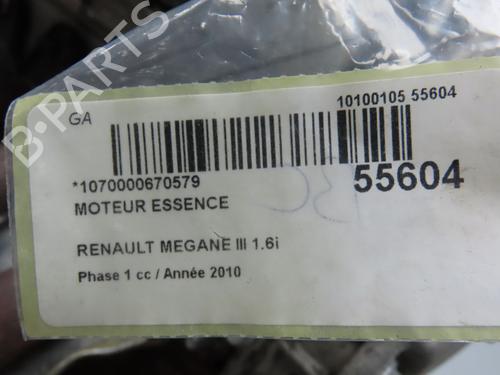 GA
10100105 55604
*1070000670579
55604
MOTEUR ESSENCE
RENAULT MEGANE III 1.6i
Phase 1 cc / Année 2010
B-PARTS